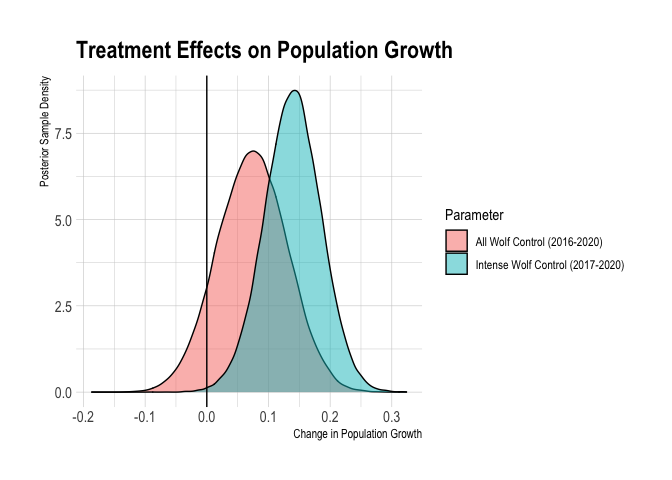 Treatment Effects on Population Growth
Posterior Sample Density
7.5
5.0
2.5
0.0
-0.2 -0.1 0.0 0.1 0.2 0.3
Change in Population Growth
Parameter
All Wolf Control (2016-2020)
Intense Wolf Control (2017-2020)